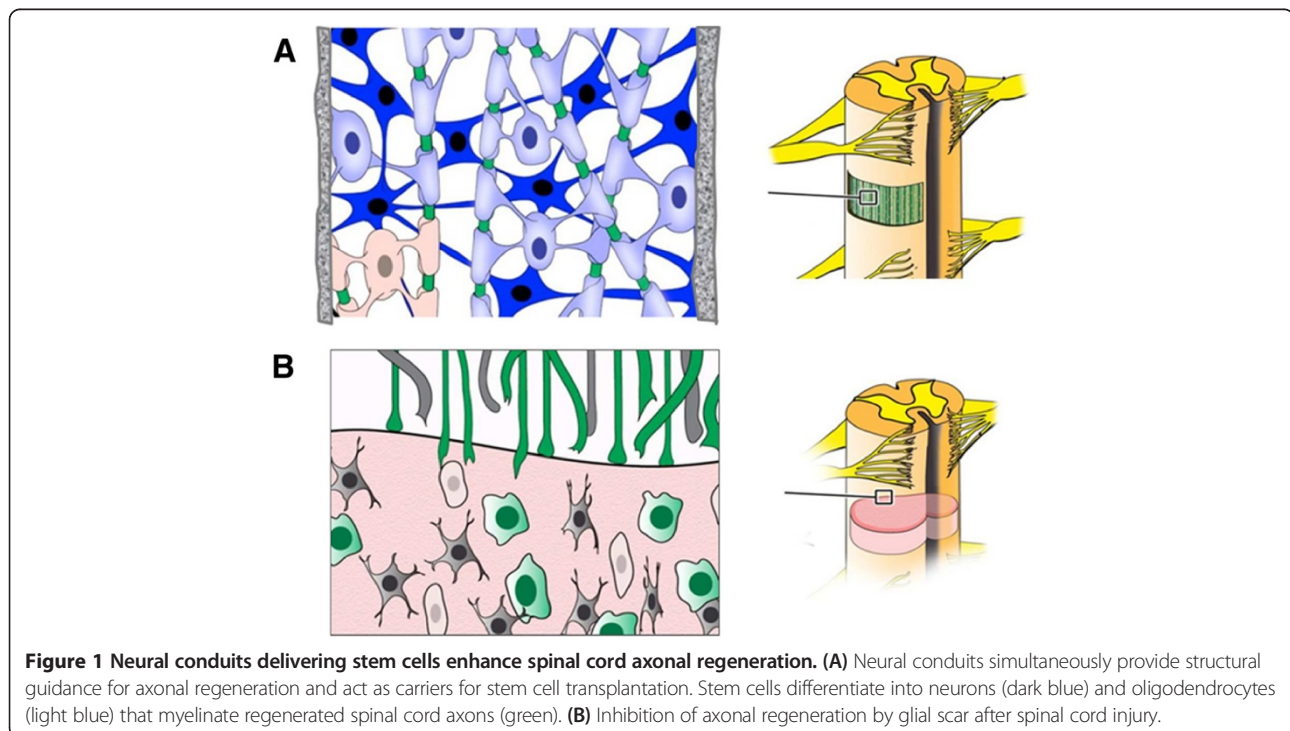 A
B
Figure 1 Neural conduits delivering stem cells enhance spinal cord axonal regeneration. (A) Neural conduits simultaneously provide structural
guidance for axonal regeneration and act as carriers for stem cell transplantation. Stem cells differentiate into neurons (dark blue) and oligodendrocytes
(light blue) that myelinate regenerated spinal cord axons (green). (B) Inhibition of axonal regeneration by glial scar after spinal cord injury.